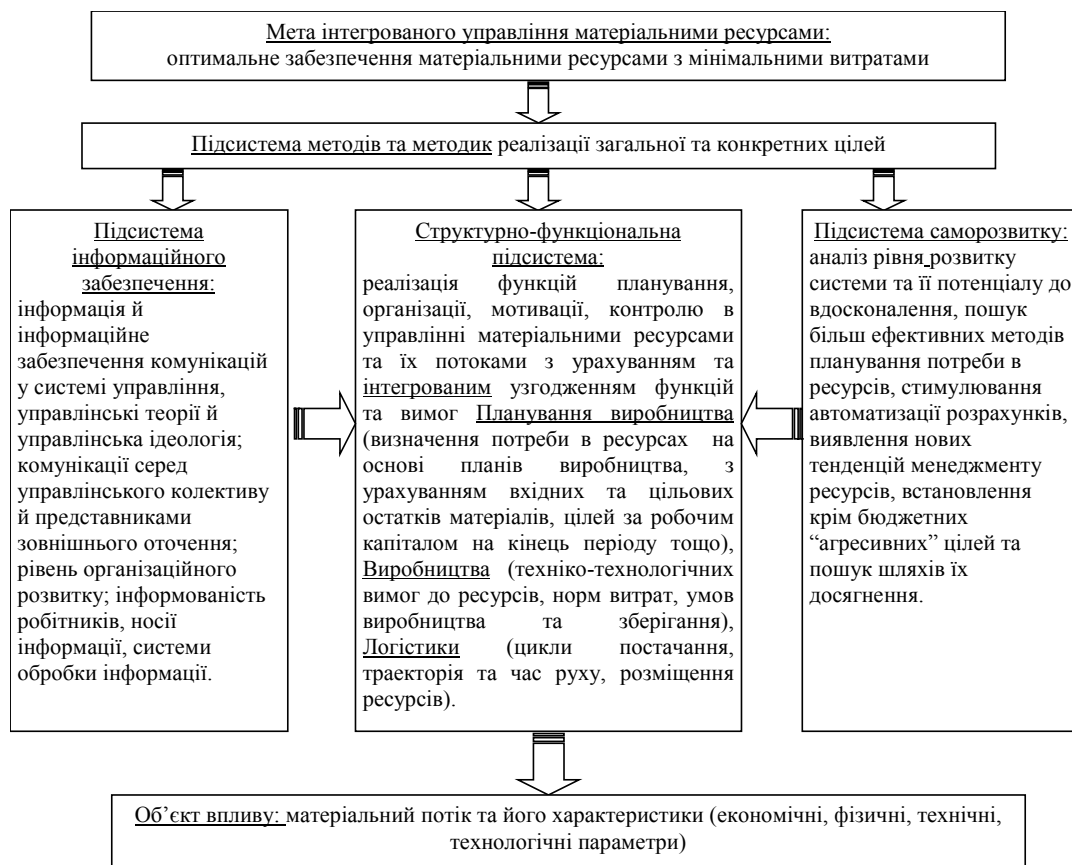 Мета інтегрованого управління матеріальними ресурсами:
оптимальне забезпечення матеріальними ресурсами з мінімальними витратами
Підсистема методів та методик реалізації загальної та конкретних цілей
Підсистема
інформаційного
забезпечення:
інформація й
інформаційне
забезпечення комунікацій
у системі управління,
управлінські теорії й
управлінська ідеологія;
комунікації серед
управлінського колективу
й представниками
зовнішнього оточення;
рівень організаційного
розвитку; інформованість
робітників, носії
інформації, системи
обробки інформації.
Структурно-функціональна
підсистема:
реалізація функцій планування,
організації, мотивації, контролю в
управлінні матеріальними ресурсами
та їх потоками з урахуванням та
інтегрованим узгодженням функцій
та вимог Планування виробництва
(визначення потреби в ресурсах на
основі планів виробництва, з
урахуванням вхідних та цільових
остатків матеріалів, цілей за робочим
капіталом на кінець періоду тощо),
Виробництва (техніко-технологічних
вимог до ресурсів, норм витрат, умов
виробництва та зберігання),
Логістики (цикли постачання,
траекторія та час руху, розміщення
ресурсів).
Підсистема саморозвитку:
аналіз рівня розвитку
системи та її потенціалу до
вдосконалення, пошук
більш ефективних методів
планування потреби в
ресурсів, стимулювання
автоматизації розрахунків,
виявлення нових
тенденцій менеджменту
ресурсів, встановлення
крім бюджетних
“агресивних” цілей та
пошук шляхів їх
досягнення.
Об’єкт впливу: матеріальний потік та його характеристики (економічні, фізичні, технічні,
технологічні параметри)